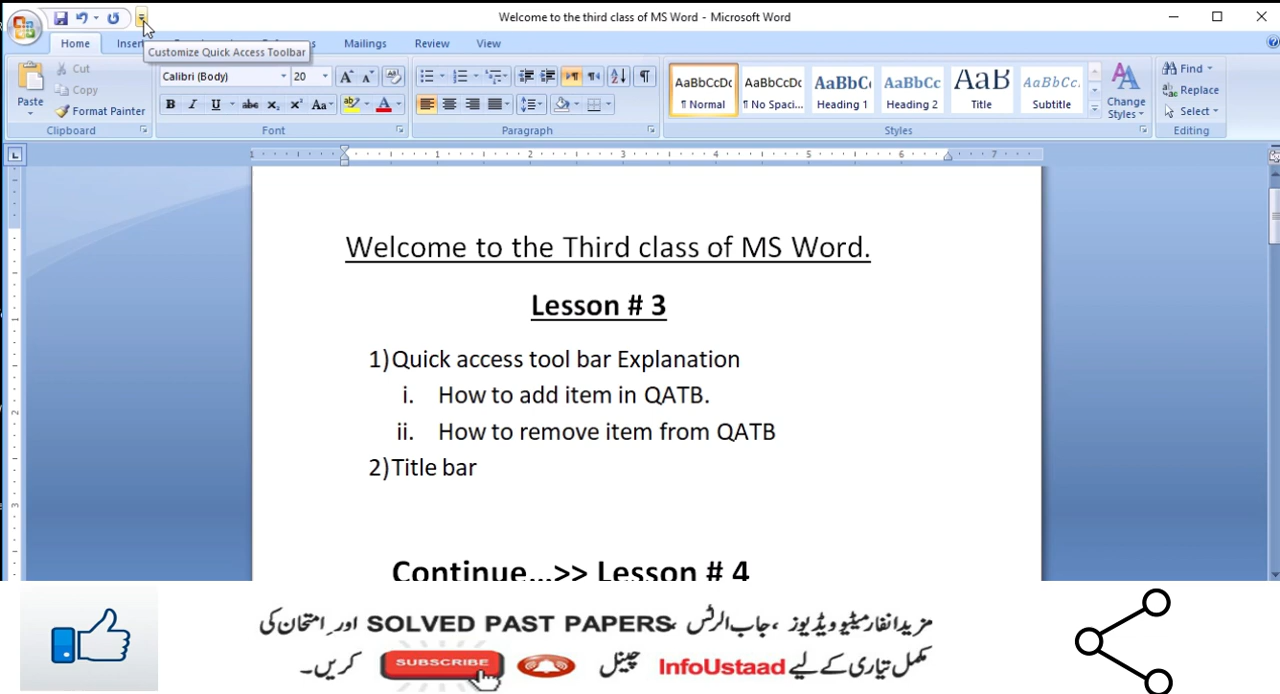 Welcome to the third class of MS Word - Microsoft Word
Home
Inser
Mailings
Review
View
Customize Quick Access Toolbar
Paste
Cut
Copy
Format Painter
Clipboard
Calibri (Body)
20
Font
Paragraph
AaBbCcDc
¶ Normal
AaBbCcDc
¶ No Spaci...
AaBbC
Heading 1
AaBbCc
Heading 2
AaB
Title
AaBbCc.
Subtitle
Change
Styles
Styles
Find
Replace
Select
Editing
Welcome to the Third class of MS Word.
Lesson # 3
1) Quick access tool bar Explanation
i. How to add item in QATB.
ii. How to remove item from QATB
2) Title bar
Continue...>> Lesson # 4
مزید انفارمیٹیو ویڈیوز ، جاب الرٹس ، SOLVED PAST PAPERS اور امتحان کی
مکمل تیاری کے لیے InfoUstaad چینل SUBSCRIBE کریں۔